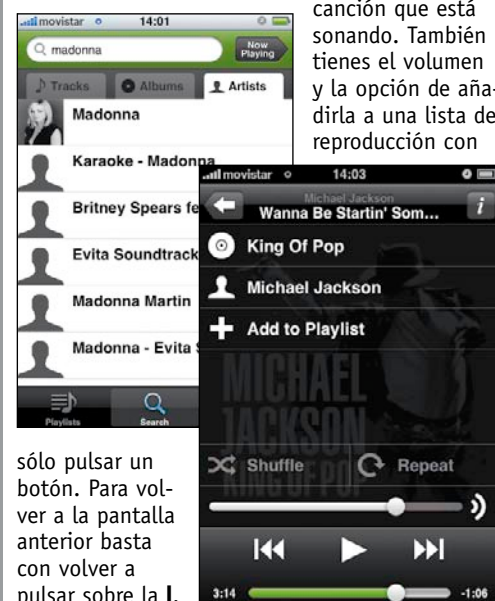 canción que está
sonando. También
tienes el volumen
y la opción de aña-
dirla a una lista de
reproducción con
movistar 14:01
madonna
Now
Playing
Tracks Albums Artists
Madonna
Karaoke - Madonna
Britney Spears fe
Evita Soundtrack
Madonna Martin
Madonna - Evita
Playlists Search
movistar 14:03
Michael Jackson
Wanna Be Startin' Som... i
King Of Pop
Michael Jackson
Add to Playlist
MICHAEL
JACKSON
KING OF POP
Shuffle Repeat
3:14 -1:06
sólo pulsar un
botón. Para vol-
ver a la pantalla
anterior basta
con volver a
pulsar sobre la I.